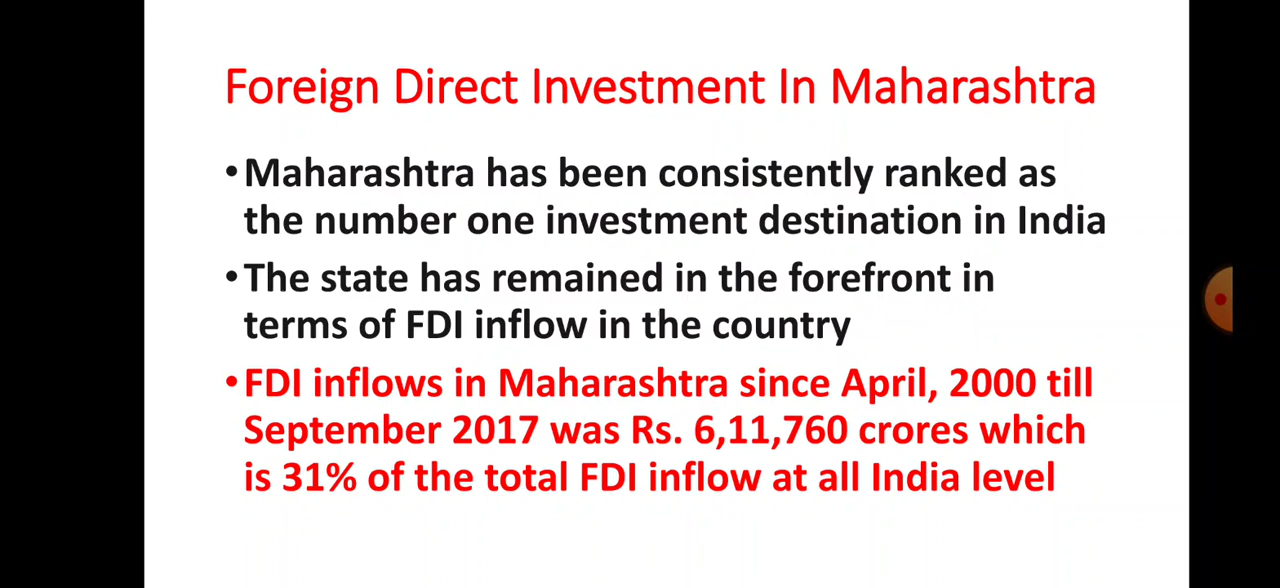 Foreign Direct Investment In Maharashtra
•Maharashtra has been consistently ranked as
the number one investment destination in India
•The state has remained in the forefront in
terms of FDI inflow in the country
•FDI inflows in Maharashtra since April, 2000 till
September 2017 was Rs. 6,11,760 crores which
is 31% of the total FDI inflow at all India level